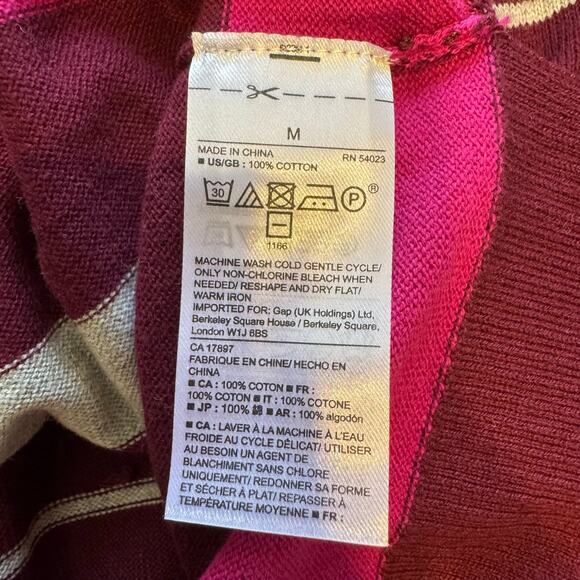 M
MADE IN CHINA RN 54023
■ US/GB : 100% COTTON
30 P ®
1166
MACHINE WASH COLD GENTLE CYCLE/
ONLY NON-CHLORINE BLEACH WHEN
NEEDED/ RESHAPE AND DRY FLAT/
WARM IRON
IMPORTED FOR: Gap (UK Holdings) Ltd,
Berkeley Square House / Berkeley Square,
London W1J 6BS
CA 17897
FABRIQUE EN CHINE/ HECHO EN
CHINA
■ CA : 100% COTON ■ FR :
100% COTON ■ IT : 100% COTONE
■ JP : 100% 綿 ■ AR : 100% algodón
■ CA : LAVER À LA MACHINE À L'EAU
FROIDE AU CYCLE DÉLICAT/ UTILISER
AU BESOIN UN AGENT DE
BLANCHIMENT SANS CHLORE
UNIQUEMENT/ REDONNER SA FORME
ET SÉCHER À PLAT/ REPASSER À
TEMPÉRATURE MOYENNE ■ FR :